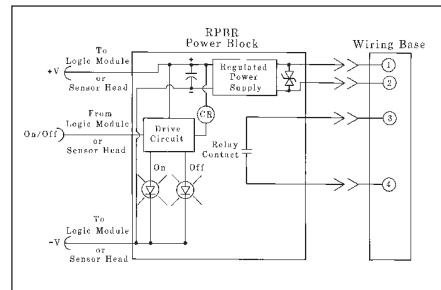 RPBR
Power Block
Wiring Base
To
Logic Module
or
Sensor Head
+V
Regulated
Power
Supply
+
−
CR
1
2
3
4
From
Logic Module
or
Sensor Head
On/Off
Drive
Circuit
Relay
Contact
On
Off
To
Logic Module
or
Sensor Head
-V